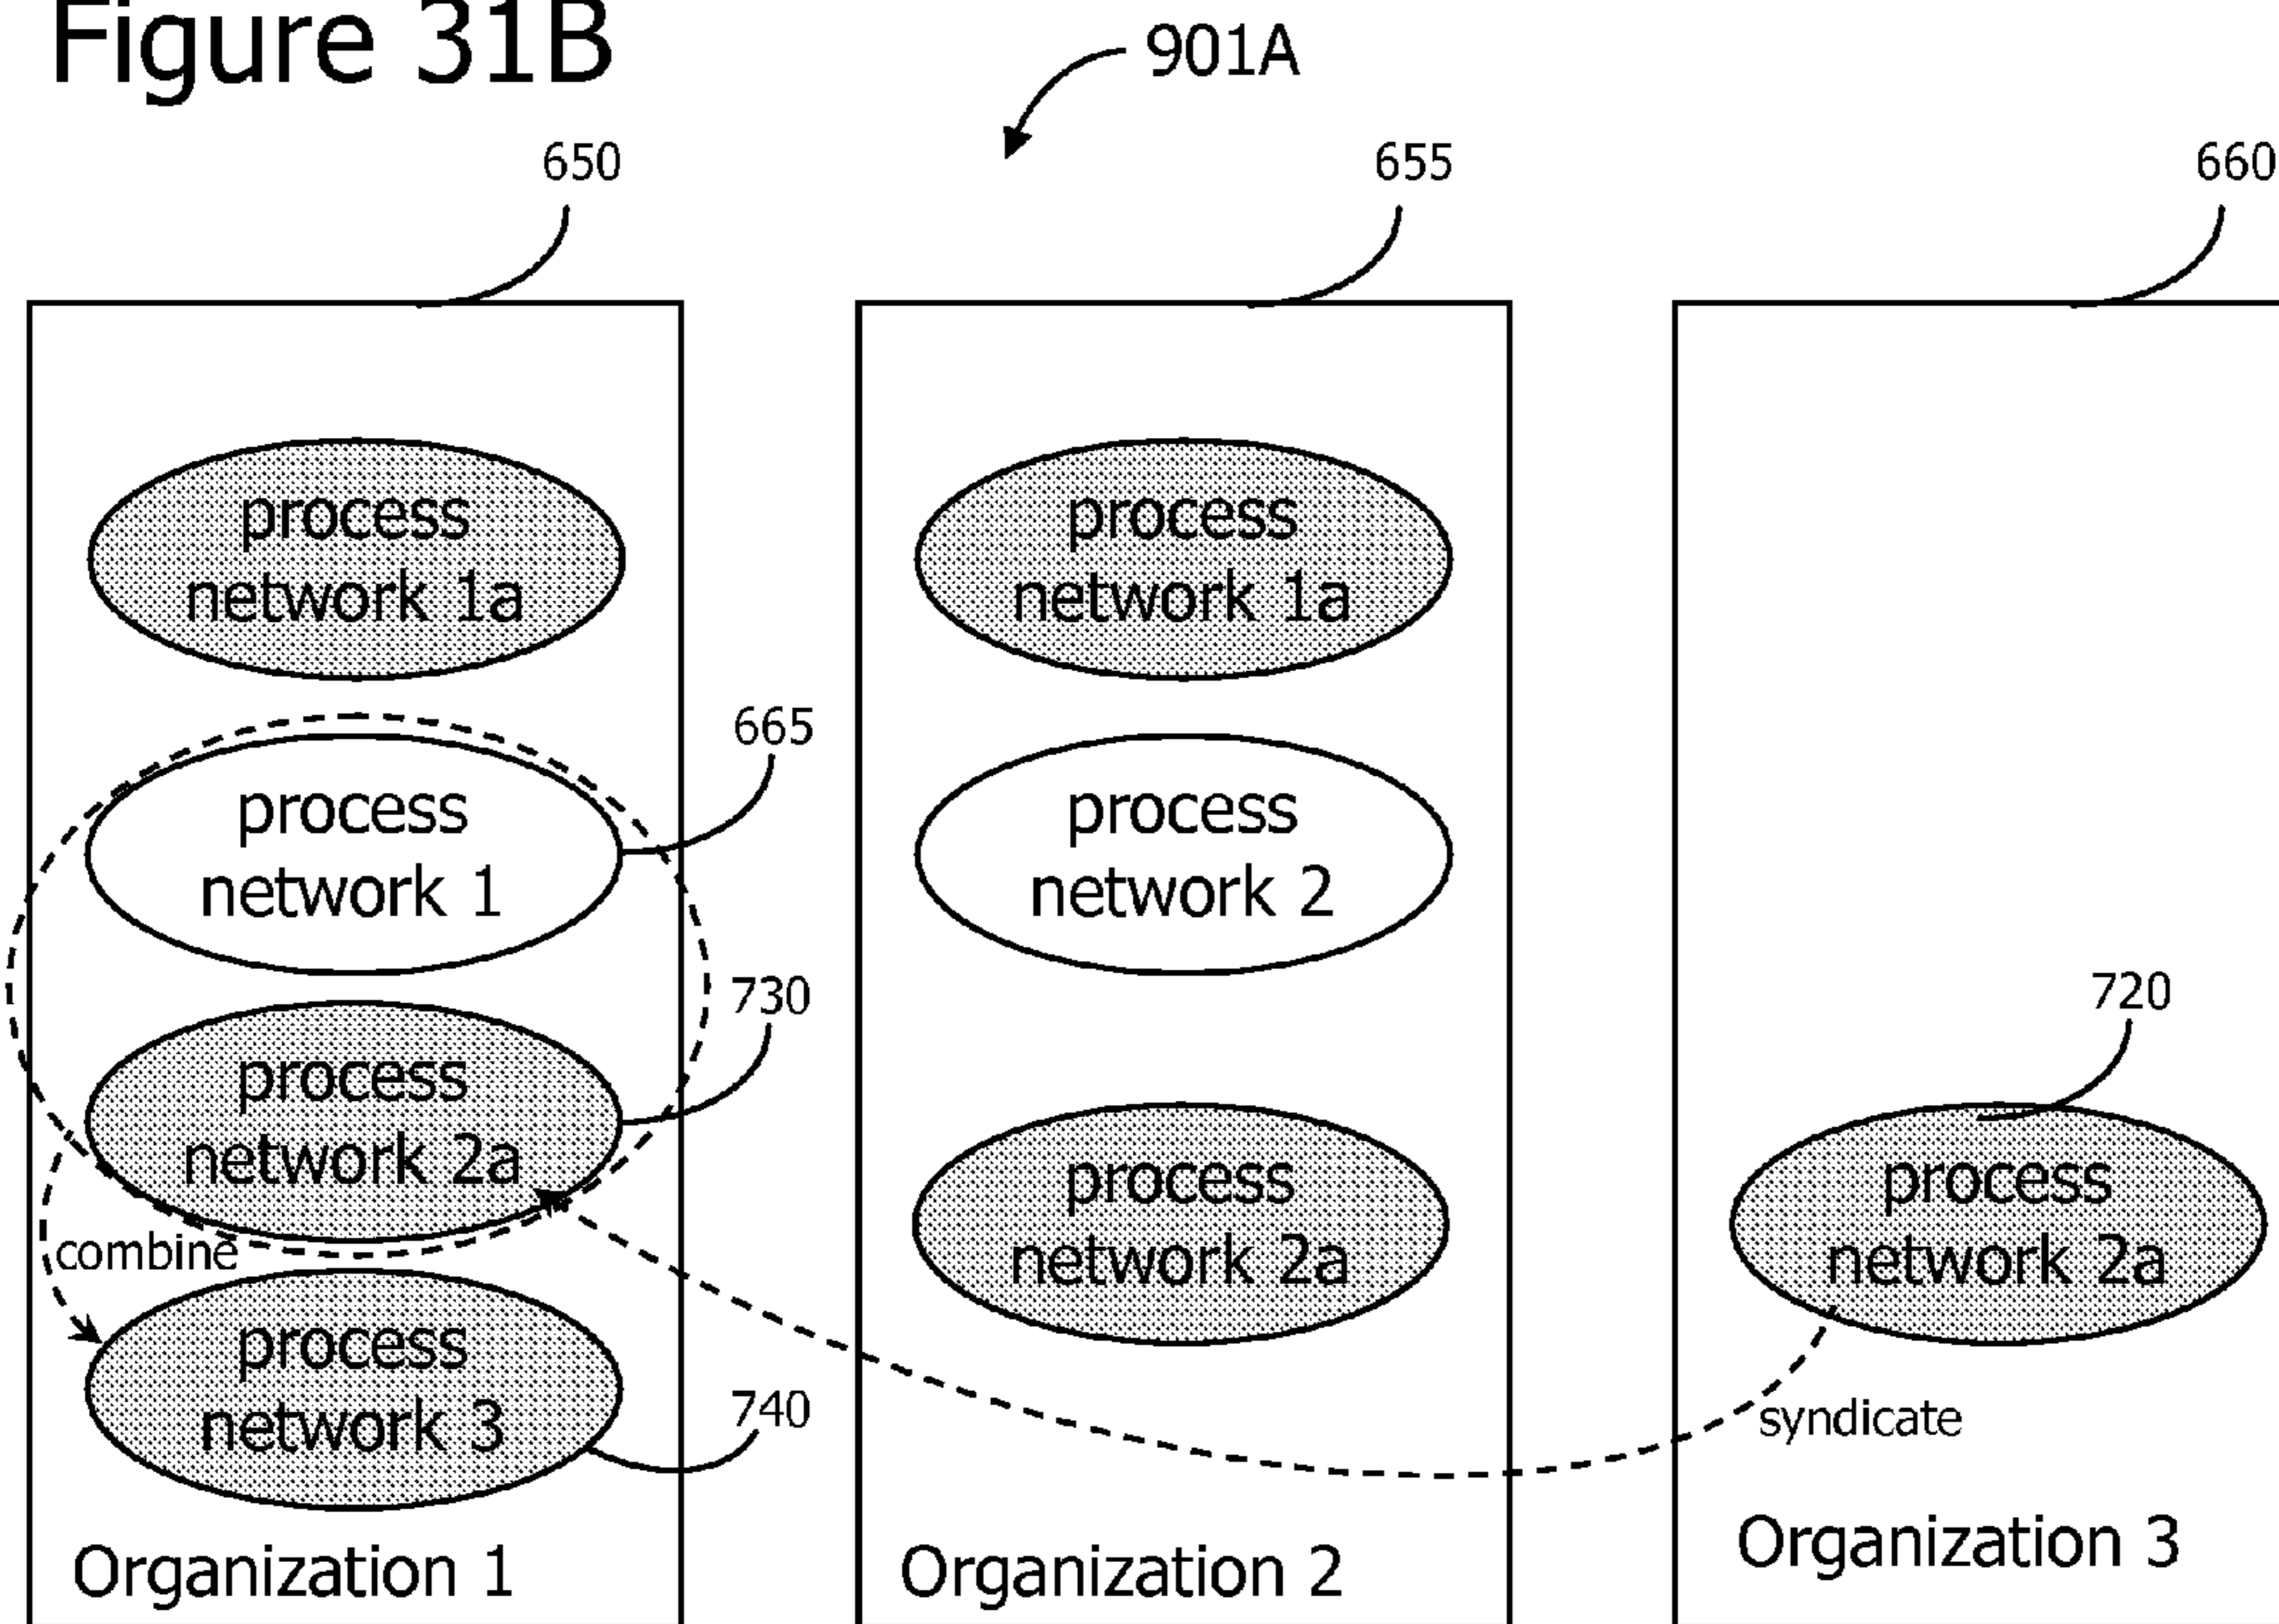 Figure 31B
901A
650
655
660
process
network 1a
process
network 1a
665
process
network 1
process
network 2
730
process
network 2a
720
process
network 2a
process
network 2a
combine
process
network 3
740
syndicate
Organization 1
Organization 2
Organization 3